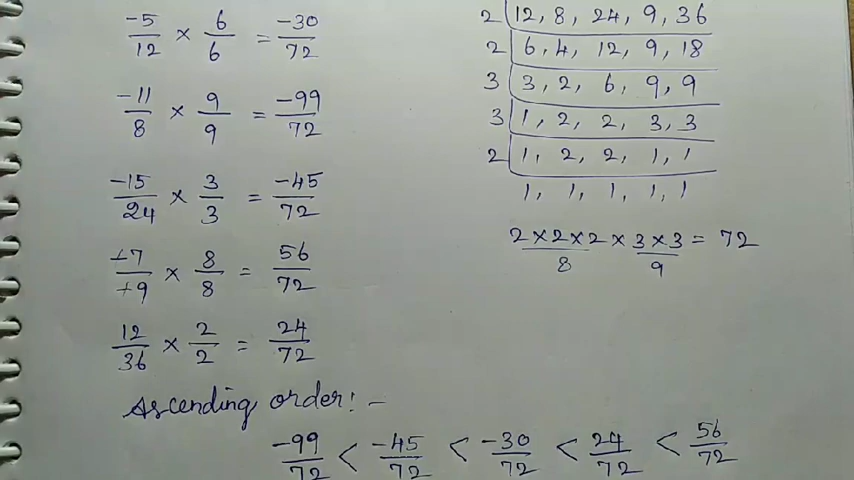 -5/12 × 6/6 = -30/72
-11/8 × 9/9 = -99/72
-15/24 × 3/3 = -45/72
+7/+9 × 8/8 = 56/72
12/36 × 2/2 = 24/72
2 | 12, 8, 24, 9, 36
2 | 6, 4, 12, 9, 18
3 | 3, 2, 6, 9, 9
3 | 1, 2, 2, 3, 3
2 | 1, 2, 2, 1, 1
1, 1, 1, 1, 1
2×2×2 × 3×3 = 72
8 9
Ascending order:-
-99/72 < -45/72 < -30/72 < 24/72 < 56/72